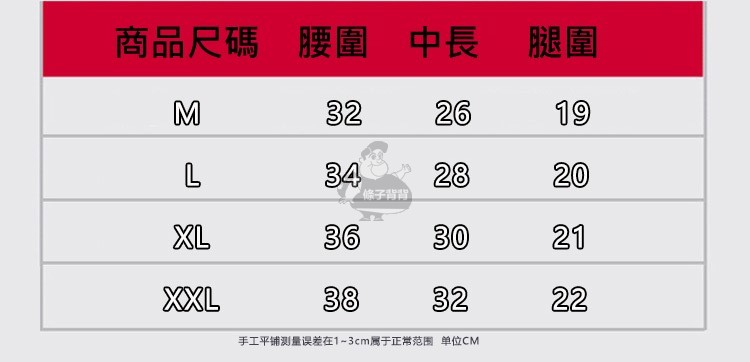 商品尺碼 腰圍 中長 腿圍
M 32 26 19
L 34 28 20
條子背背
XL 36 30 21
XXL 38 32 22
手工平铺测量误差在1~3cm属于正常范围 单位CM